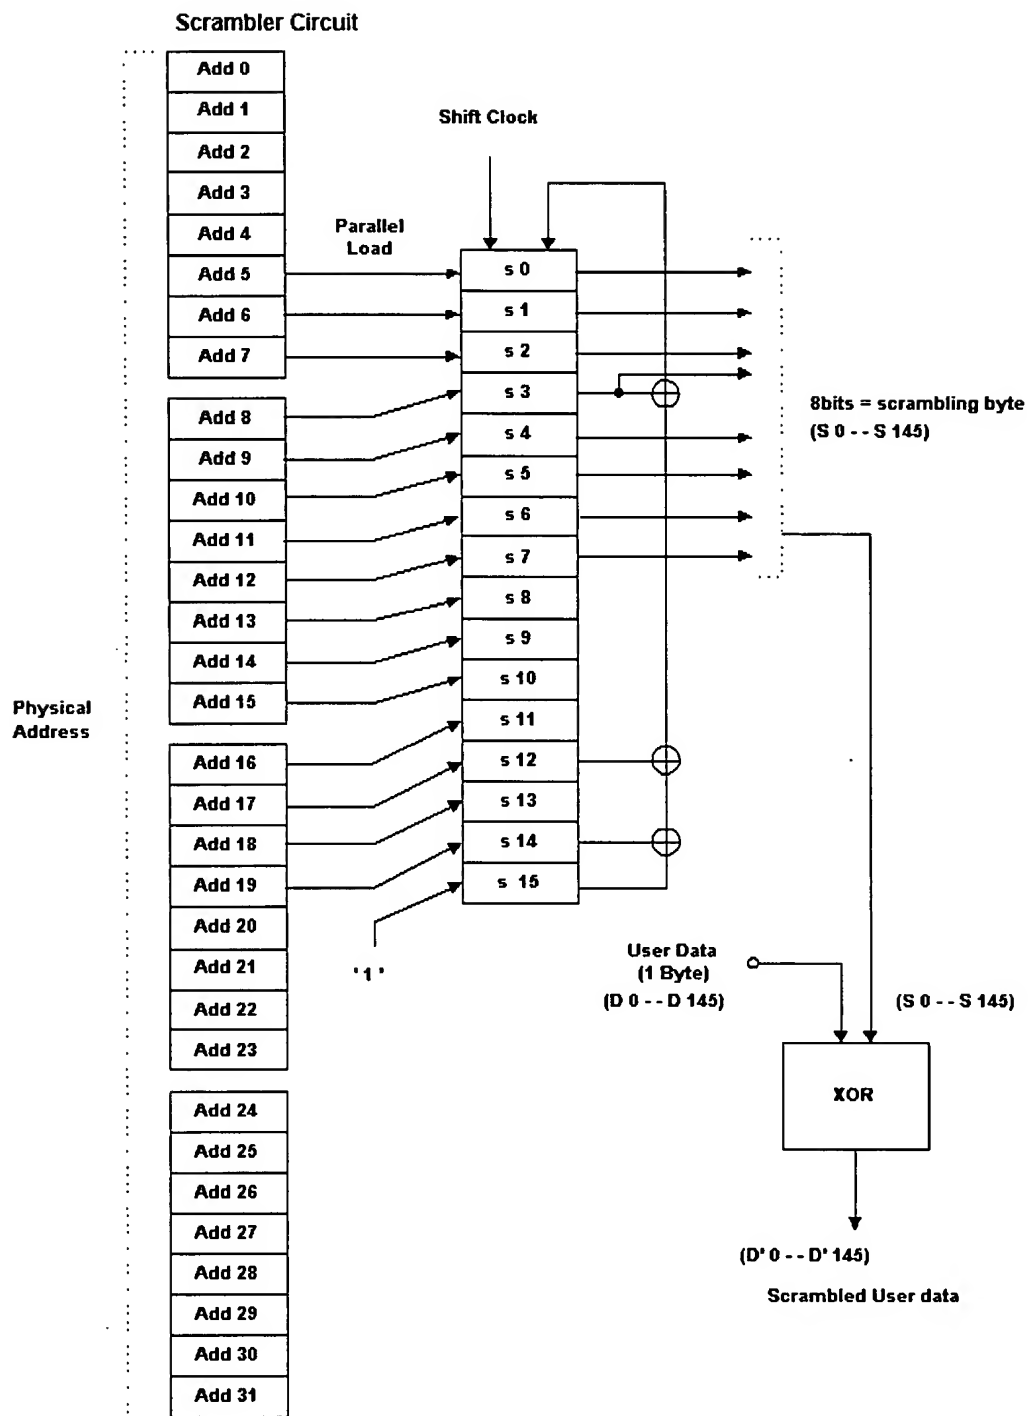 Scrambler Circuit
Add 0
Add 1
Add 2
Add 3
Add 4
Add 5
Add 6
Add 7
Add 8
Add 9
Add 10
Add 11
Add 12
Add 13
Add 14
Add 15
Add 16
Add 17
Add 18
Add 19
Add 20
Add 21
Add 22
Add 23
Add 24
Add 25
Add 26
Add 27
Add 28
Add 29
Add 30
Add 31
Physical
Address
Parallel
Load
Shift Clock
s 0
s 1
s 2
s 3
s 4
s 5
s 6
s 7
s 8
s 9
s 10
s 11
s 12
s 13
s 14
s 15
'1'
8bits = scrambling byte
(S 0 - - S 145)
User Data
(1 Byte)
(D 0 - - D 145)
(S 0 - - S 145)
XOR
(D' 0 - - D' 145)
Scrambled User data